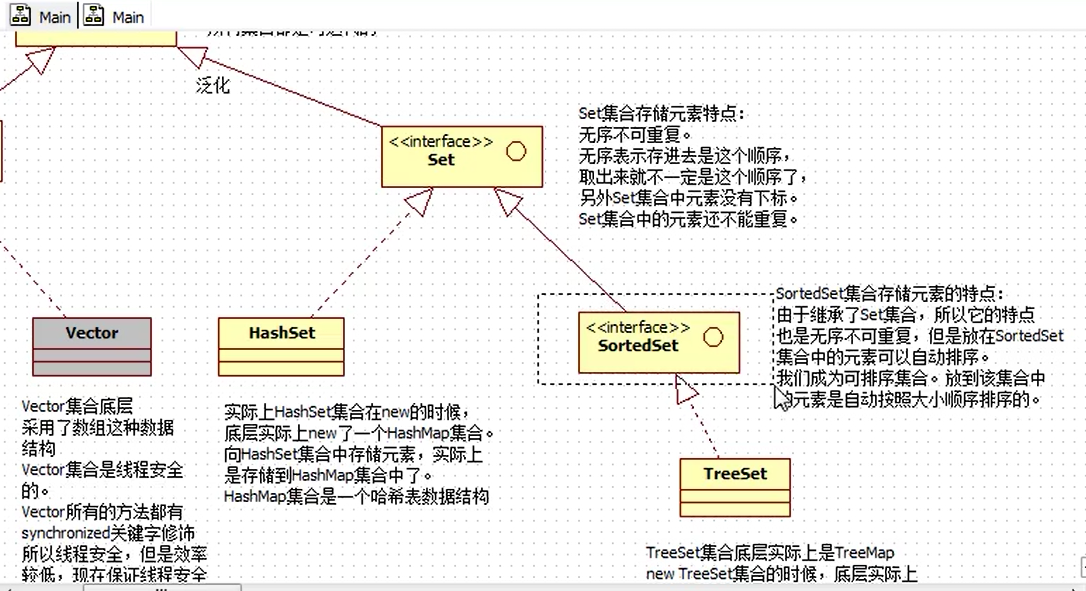 Main
Main
泛化
<<interface>>
Set
Set集合存储元素特点：
无序不可重复。
无序表示存进去是这个顺序，
取出来就不一定是这个顺序了，
另外Set集合中元素没有下标。
Set集合中的元素还不能重复。
<<interface>>
SortedSet
SortedSet集合存储元素的特点：
由于继承了Set集合，所以它的特点
也是无序不可重复，但是放在SortedSet
集合中的元素可以自动排序。
我们成为可排序集合。放到该集合中
元素是自动按照大小顺序排序的。
Vector
HashSet
Vector集合底层
采用了数组这种数据
结构
Vector集合是线程安全
的。
Vector所有的方法都有
synchronized关键字修饰
所以线程安全，但是效率
较低，现在保证线程安全
实际上HashSet集合在new的时候，
底层实际上new了一个HashMap集合。
向HashSet集合中存储元素，实际上
是存储到HashMap集合中了。
HashMap集合是一个哈希表数据结构
TreeSet
TreeSet集合底层实际上是TreeMap
new TreeSet集合的时候，底层实际上